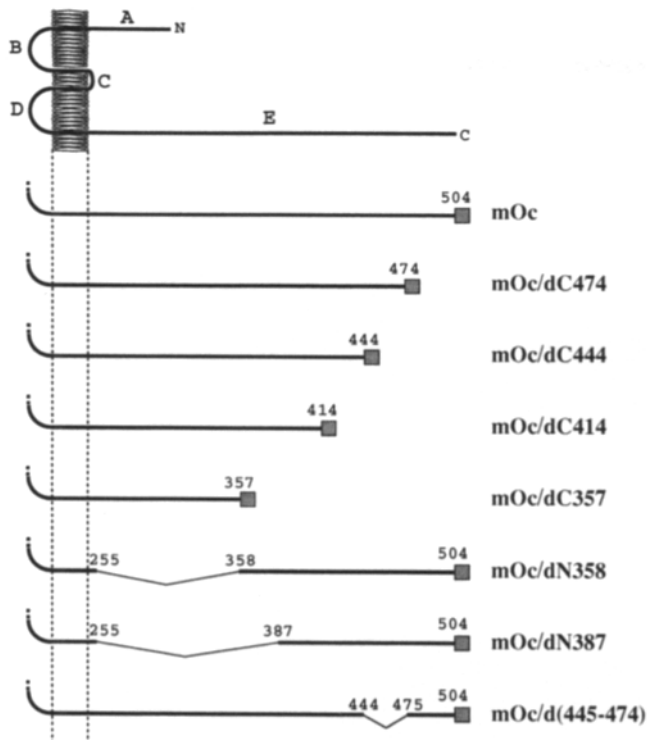 A
N
B
C
D
E
C
504
mOc
474
mOc/dC474
444
mOc/dC444
414
mOc/dC414
357
mOc/dC357
255 358 504
mOc/dN358
255 387 504
mOc/dN387
444 475 504
mOc/d(445-474)